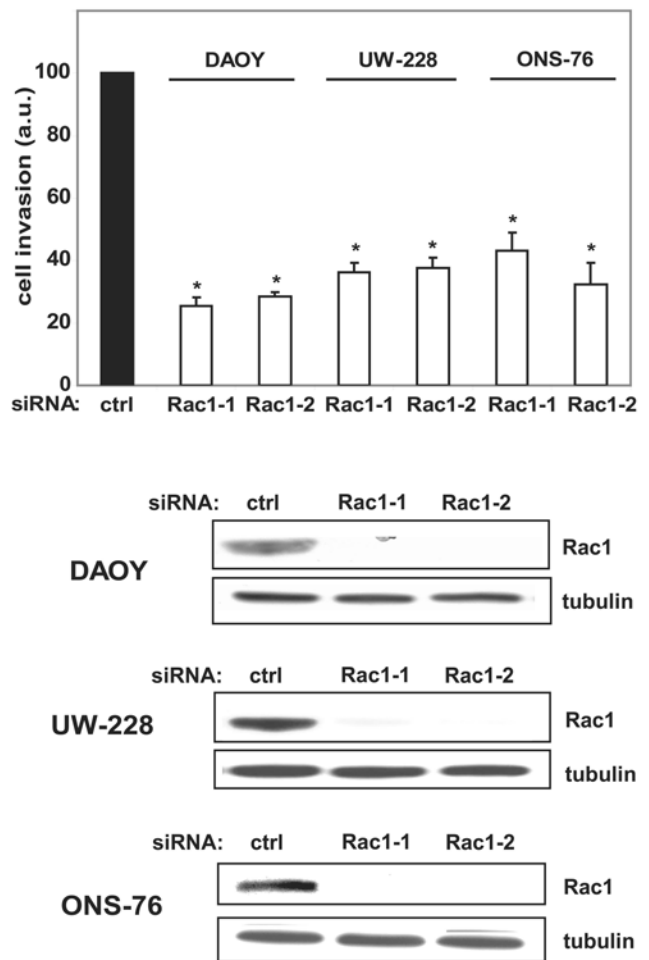 DAOY UW-228 ONS-76
cell invasion (a.u.)
100
80
60
40
20
0
* * * * * *
siRNA: ctrl Rac1-1 Rac1-2 Rac1-1 Rac1-2 Rac1-1 Rac1-2
siRNA: ctrl Rac1-1 Rac1-2
DAOY
Rac1
tubulin
siRNA: ctrl Rac1-1 Rac1-2
UW-228
Rac1
tubulin
siRNA: ctrl Rac1-1 Rac1-2
ONS-76
Rac1
tubulin